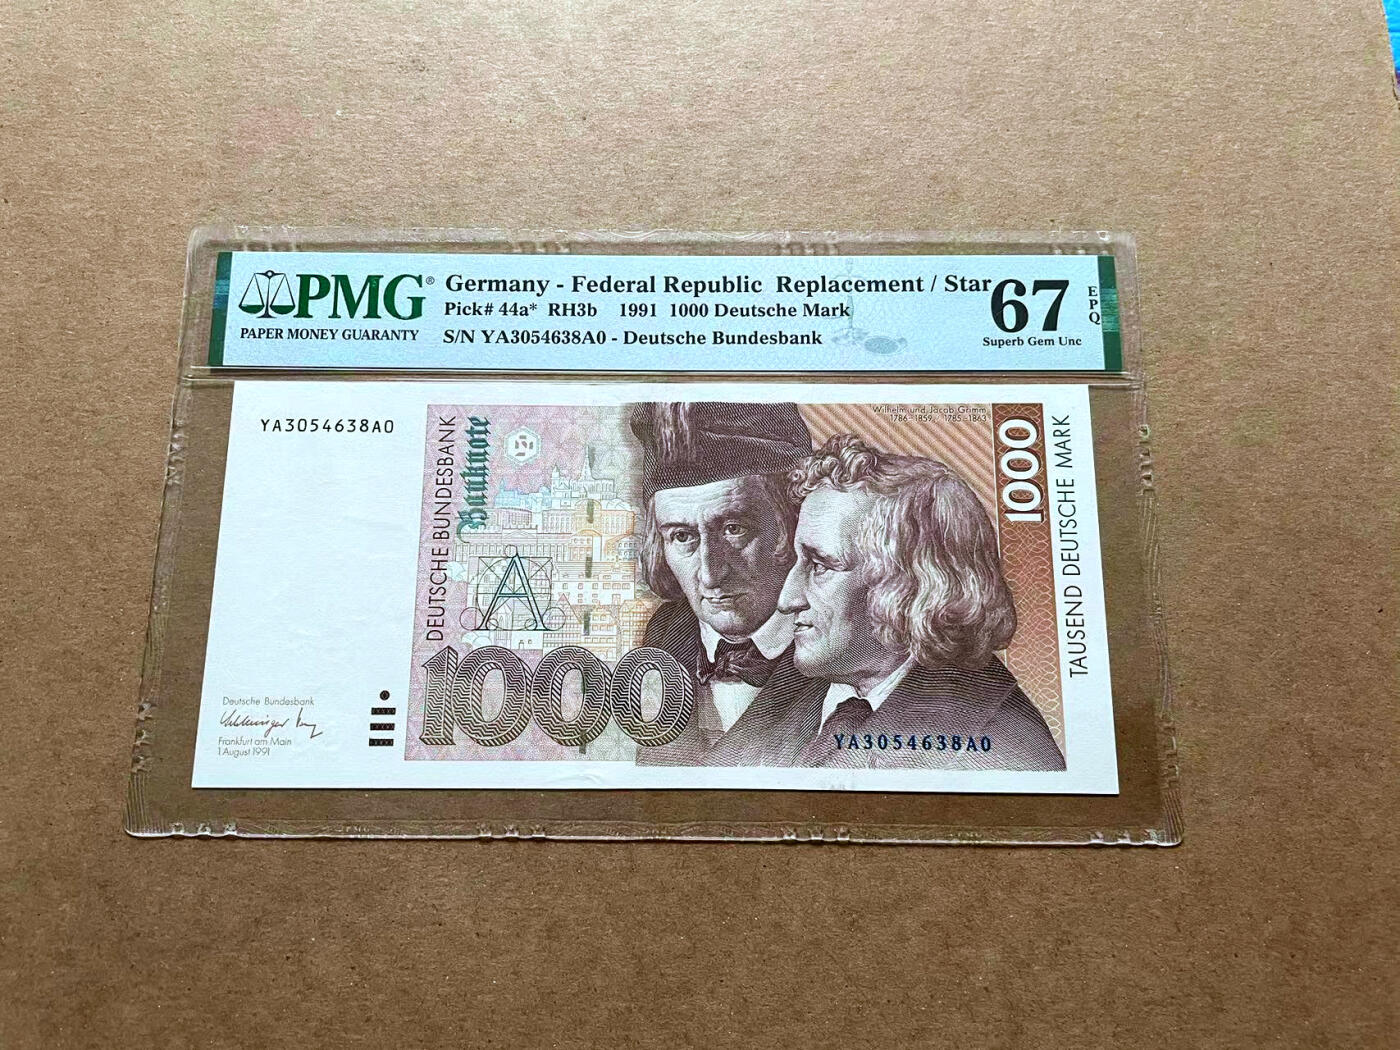 PMG®
PAPER MONEY GUARANTY
Germany - Federal Republic Replacement / Star
Pick# 44a* RH3b 1991 1000 Deutsche Mark
S/N YA3054638A0 - Deutsche Bundesbank
67
EPQ
Superb Gem Unc
YA3054638A0
DEUTSCHE BUNDESBANK
Banknote
Wilhelm und Jacob Grimm
1786-1859, 1785-1863
1000
TAUSEND DEUTSCHE MARK
A
1000
Deutsche Bundesbank
Frankfurt am Main
1. August 1991
YA3054638A0